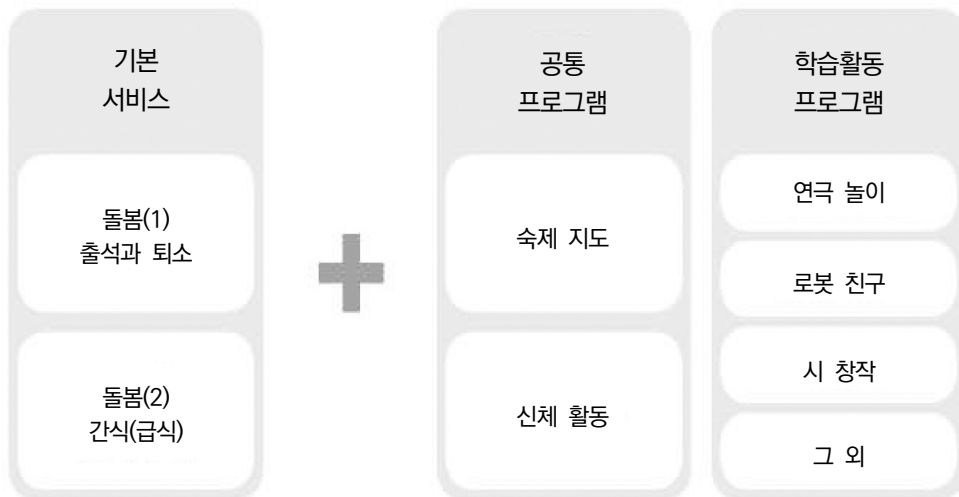 기본
서비스
돌봄(1)
출석과 퇴소
돌봄(2)
간식(급식)
공통
프로그램
숙제 지도
신체 활동
학습활동
프로그램
연극 놀이
로봇 친구
시 창작
그 외